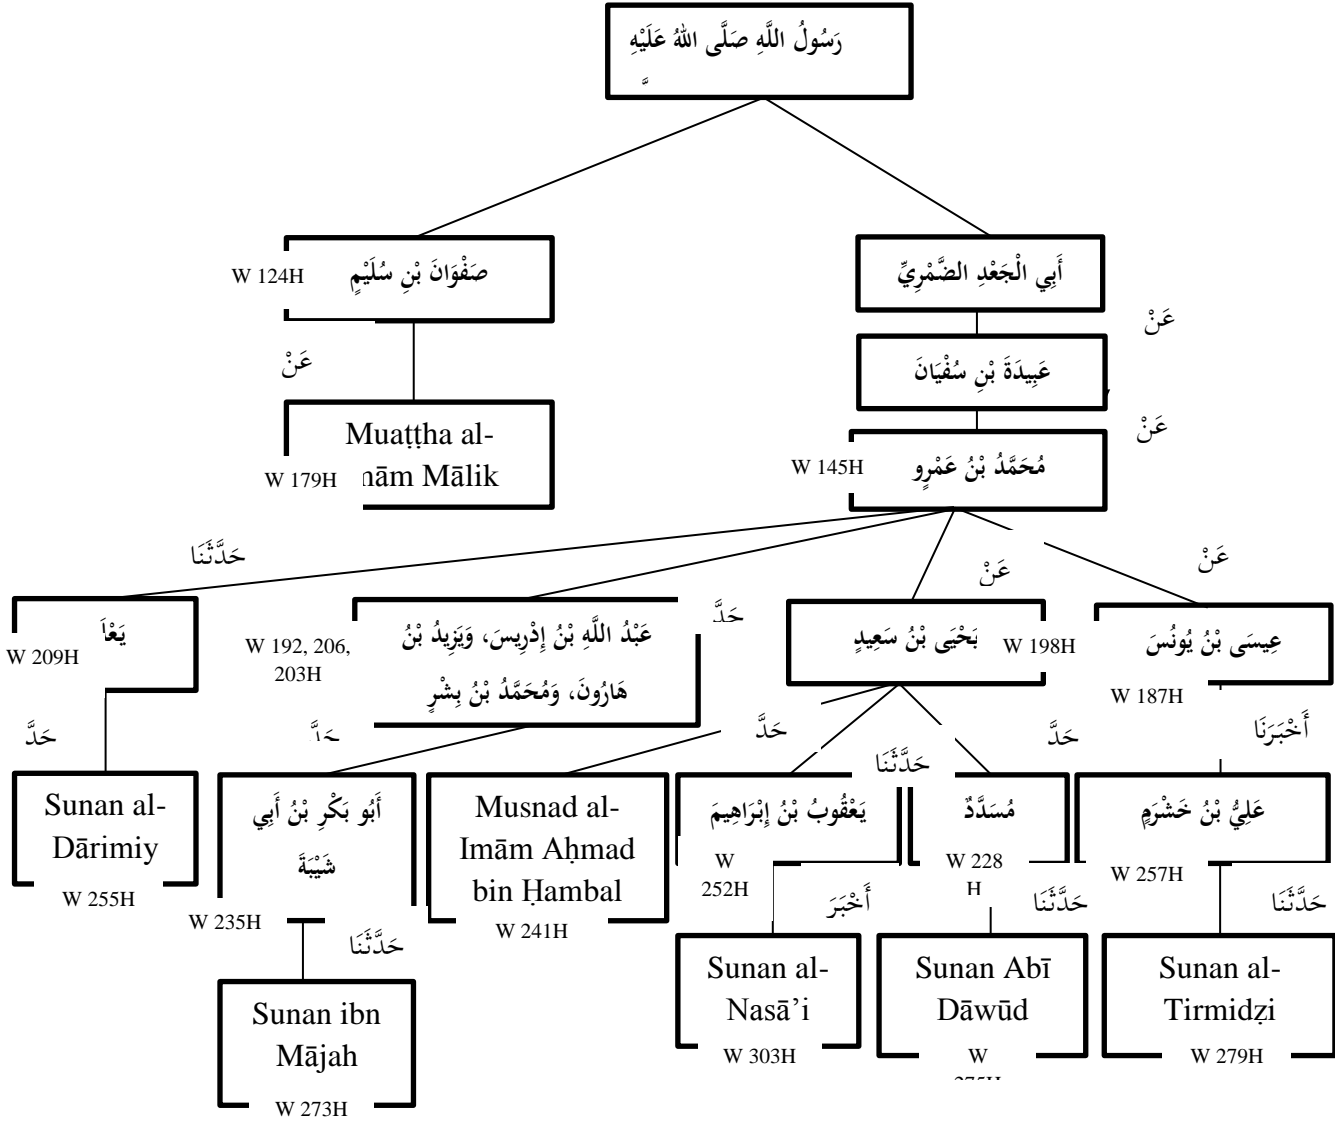 رَسُولُ اللَّهِ صَلَّى اللهُ عَلَيْهِ
W 124H
صَفْوَانَ بْنِ سُلَيْمٍ
أَبِي الْجَعْدِ الضَّمْرِيِّ
عَنْ
عَنْ
عَبِيدَةَ بْنِ سُفْيَانَ
عَنْ
Muaṭṭha al-
Mālik
W 179H
W 145H
مُحَمَّدُ بْنُ عَمْرٍو
حَدَّثَنَا
عَنْ
عَنْ
حَدَّ
W 209H
W 192, 206,
203H
عَبْدُ اللَّهِ بْنُ إِدْرِيسَ، وَيَزِيدُ بْنُ
هَارُونَ، وَمُحَمَّدُ بْنُ بِشْرٍ
يَحْيَى بْنُ سَعِيدٍ
W 198H
عِيسَى بْنُ يُونُسَ
W 187H
حَدَّ
حَدَّ
حَدَّ
حَدَّثَنَا
حَدَّ
أَخْبَرَنَا
Sunan al-
Dārimiy
W 255H
أَبُو بَكْرِ بْنُ أَبِي
شَيْبَةَ
W 235H
Musnad al-
Imām Aḥmad
bin Ḥambal
W 241H
يَعْقُوبُ بْنُ إِبْرَاهِيمَ
W
252H
مُسَدَّدٌ
W 228
H
عَلِيُّ بْنُ خَشْرَمٍ
W 257H
حَدَّثَنَا
أَخْبَرَ
حَدَّثَنَا
حَدَّثَنَا
Sunan ibn
Mājah
W 273H
Sunan al-
Nasā’i
W 303H
Sunan Abī
Dāwūd
W
Sunan al-
Tirmidẓi
W 279H